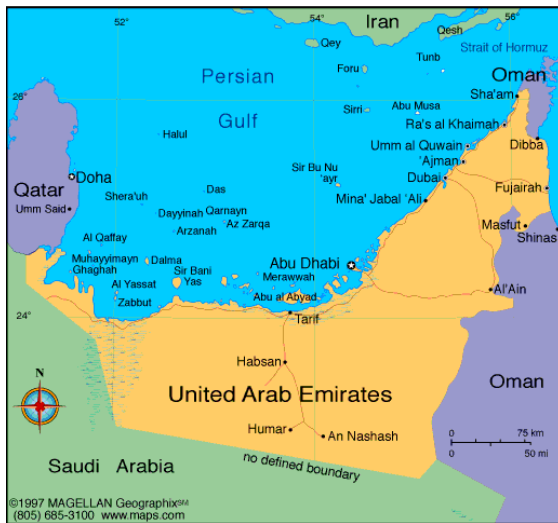 Iran
52
54
56
Qesh
Qey
Strait of Hormuz
Foru
Tunb
Persian
Oman
Sha'am
26
Sirri
Abu Musa
Gulf
Ra's al Khaimah
Halul
Umm al Quwain
Dibba
'Ajman
Sir Bu Nu
'ayr
Doha
Dubai
Qatar
Das
Fujairah
Shera'uh
Mina' Jabal 'Ali
Umm Said
Dayyinah
Qarnayn
Az Zarqa
Masfut
Arzanah
Shinas
Al Qaffay
Muhayyimayn
Dalma
Abu Dhabi
Ghaghah
Sir Bani
Yas
Merawwah
Al Yassat
Al'Ain
Zabbut
Abu al Abyad
24
Tarif
Habsan
United Arab Emirates
Oman
N
Humar
An Nashash
0
75 km
0
50 mi
no defined boundary
Saudi Arabia
©1997 MAGELLAN Geographix℠
(805) 685-3100 www.maps.com